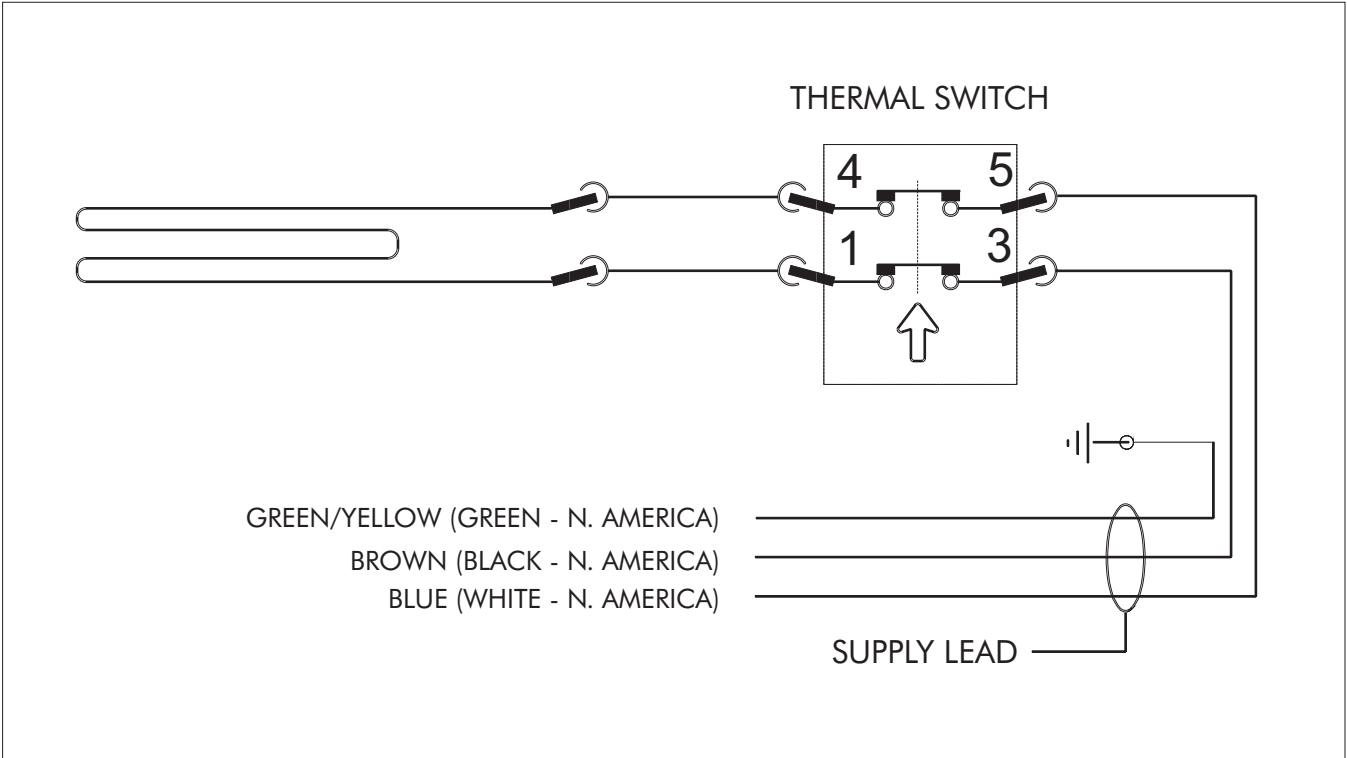 THERMAL SWITCH
4 5
1 3
GREEN/YELLOW (GREEN - N. AMERICA)
BROWN (BLACK - N. AMERICA)
BLUE (WHITE - N. AMERICA)
SUPPLY LEAD